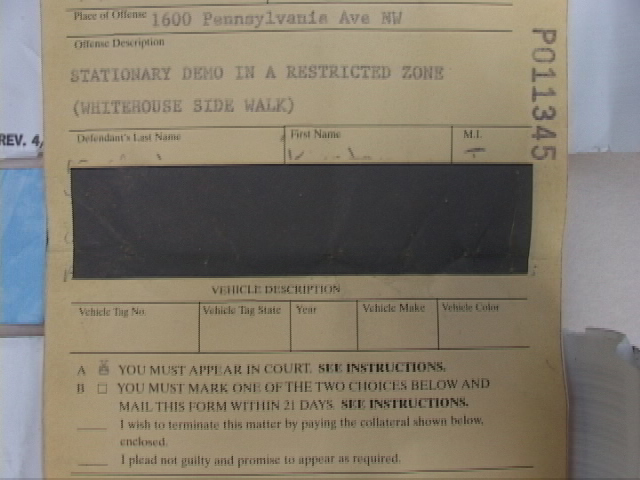 Place of Offense 1600 Pennsylvania Ave NW
Offense Description
STATIONARY DEMO IN A RESTRICTED ZONE
(WHITEHOUSE SIDE WALK)
P011345
REV. 4/
Defendant's Last Name First Name M.I.
VEHICLE DESCRIPTION
Vehicle Tag No. Vehicle Tag State Year Vehicle Make Vehicle Color
A YOU MUST APPEAR IN COURT. SEE INSTRUCTIONS.
B YOU MUST MARK ONE OF THE TWO CHOICES BELOW AND
MAIL THIS FORM WITHIN 21 DAYS. SEE INSTRUCTIONS.
I wish to terminate this matter by paying the collateral shown below,
enclosed.
I plead not guilty and promise to appear as required.